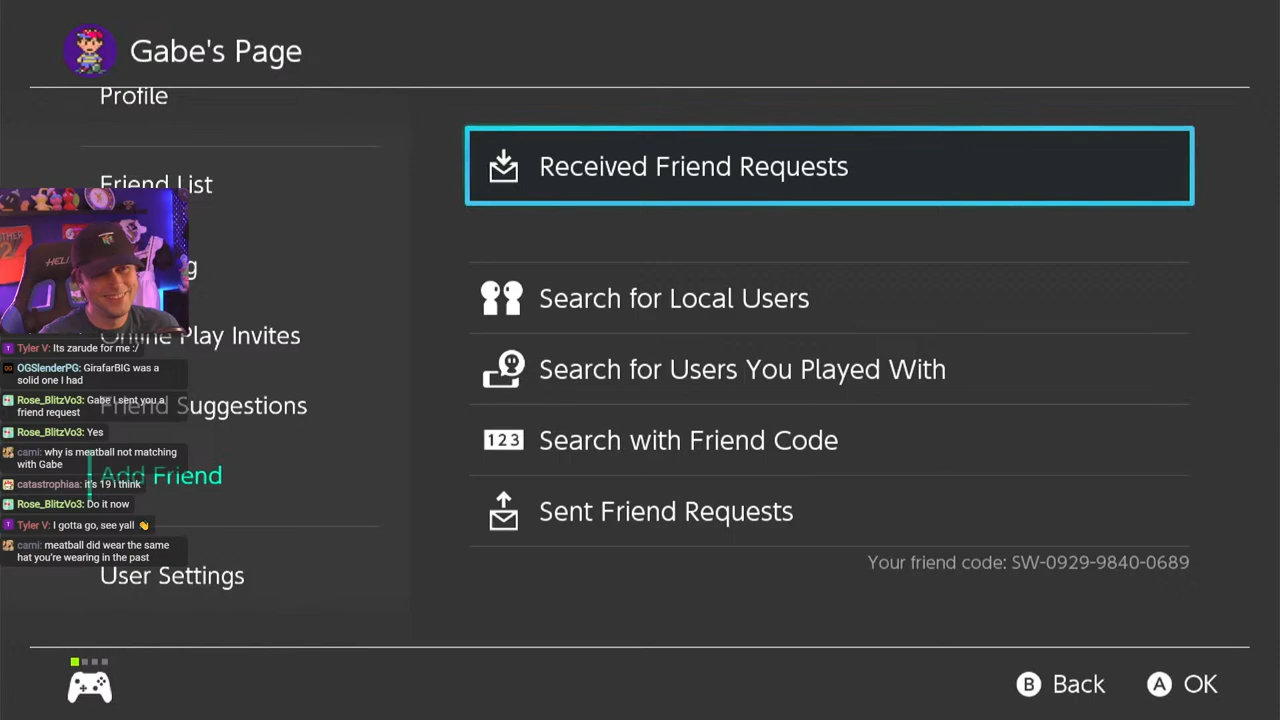 Gabe's Page
Profile
Friend List
g
Online Play Invites
Friend Suggestions
Add Friend
User Settings
Received Friend Requests
Search for Local Users
Search for Users You Played With
123 Search with Friend Code
Sent Friend Requests
Your friend code: SW-0929-9840-0689
Tyler V: Its zarude for me :/
OGSlenderPG: GirafarBIG was a
solid one I had
Rose_BlitzVo3: Gabe I sent you a
friend request
Rose_BlitzVo3: Yes
cami: why is meatball not matching
with Gabe
catastrophiaa: it's 19 i think
Rose_BlitzVo3: Do it now
Tyler V: I gotta go, see yall 👋
cami: meatball did wear the same
hat you're wearing in the past
B Back
A OK